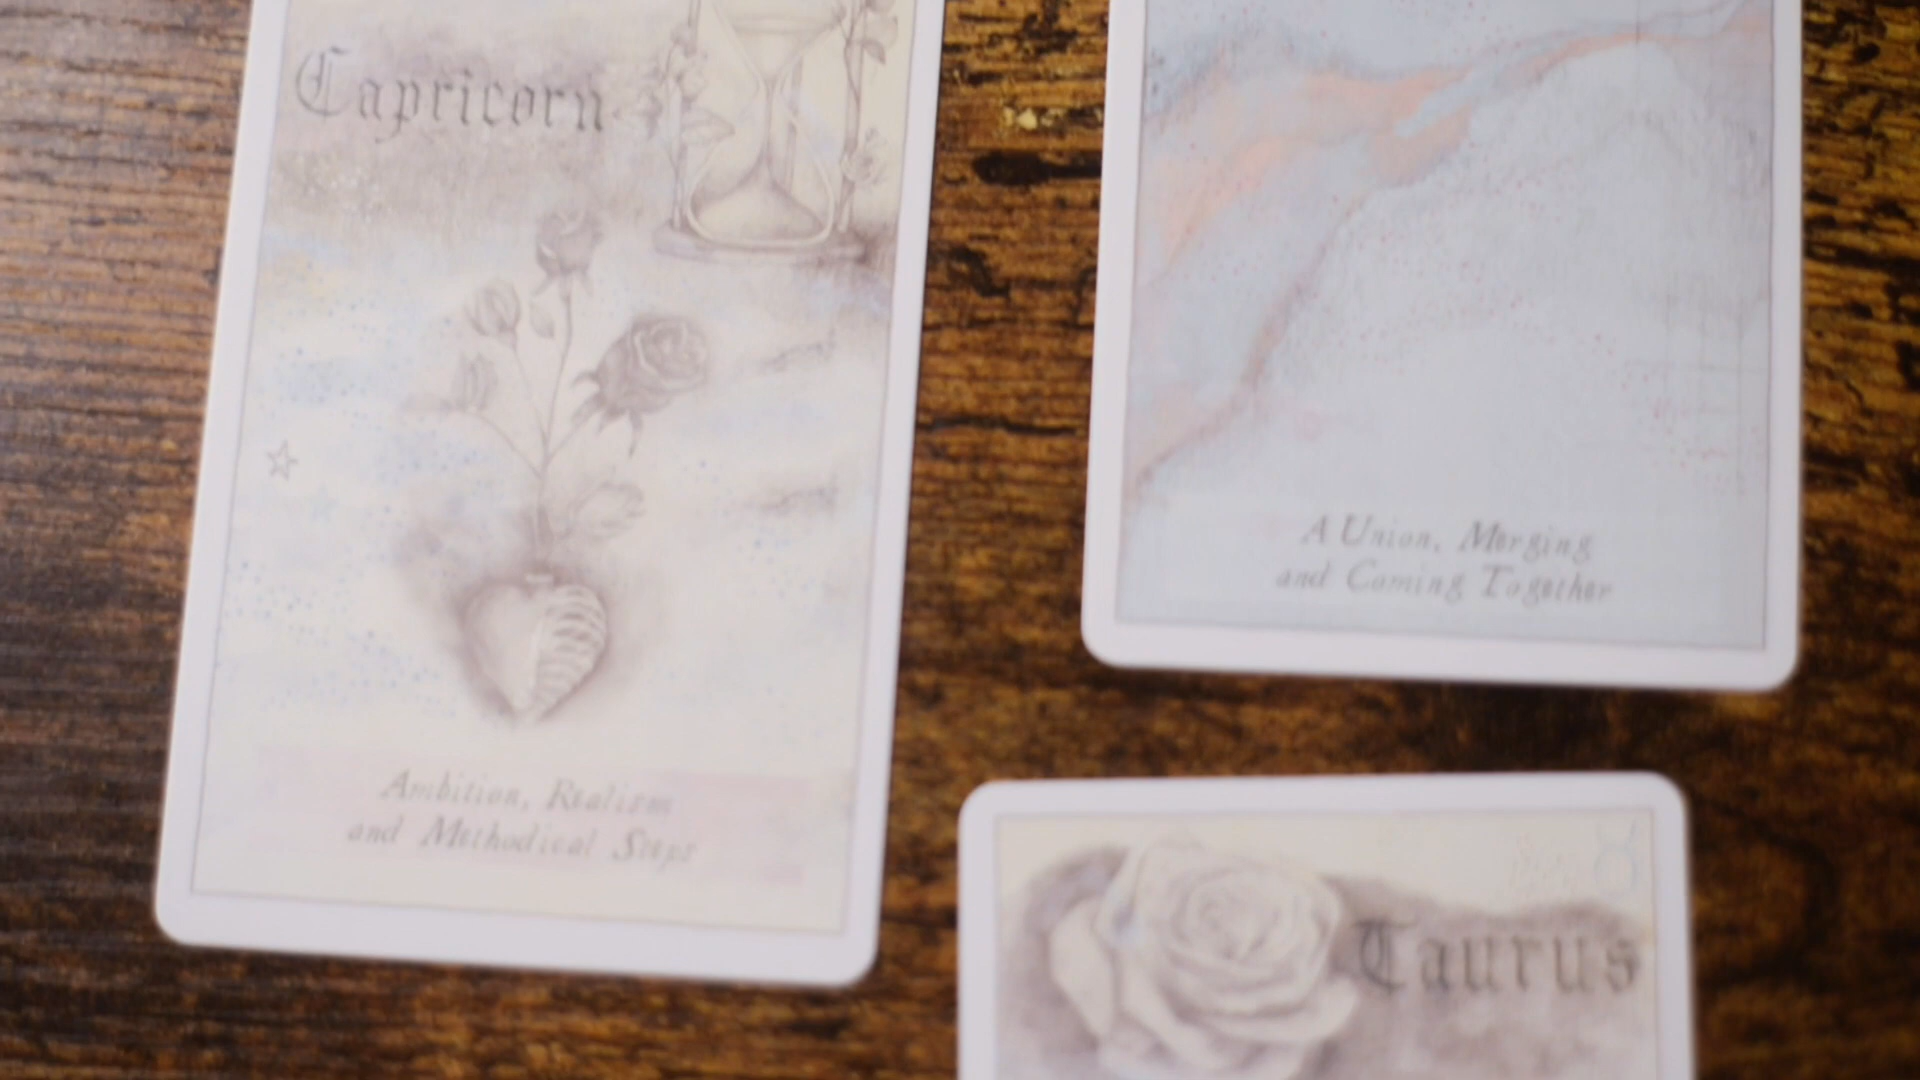 Capricorn
Ambition, Realism
and Methodical Steps
A Union, Merging
and Coming Together
Taurus